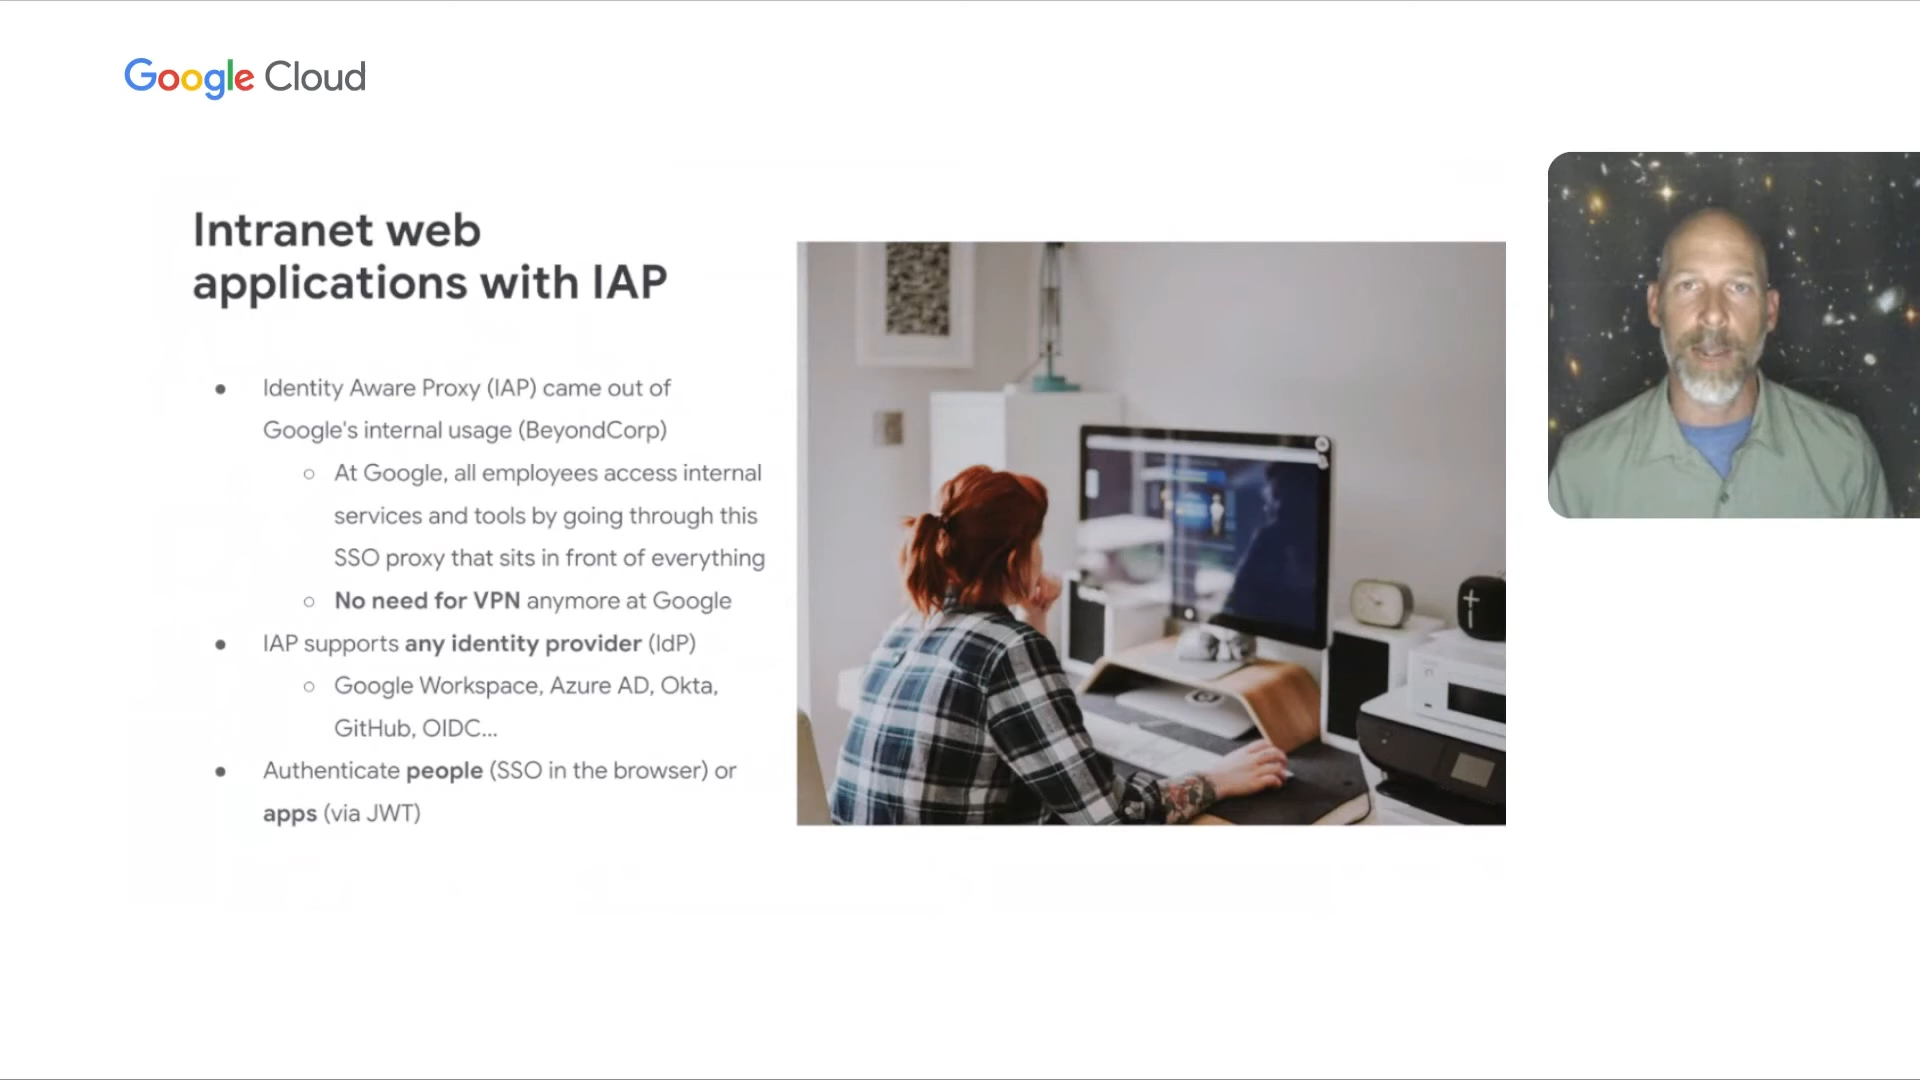 Google Cloud
Intranet web
applications with IAP
● Identity Aware Proxy (IAP) came out of
Google's internal usage (BeyondCorp)
○ At Google, all employees access internal
services and tools by going through this
SSO proxy that sits in front of everything
○ No need for VPN anymore at Google
● IAP supports any identity provider (IdP)
○ Google Workspace, Azure AD, Okta,
GitHub, OIDC...
● Authenticate people (SSO in the browser) or
apps (via JWT)